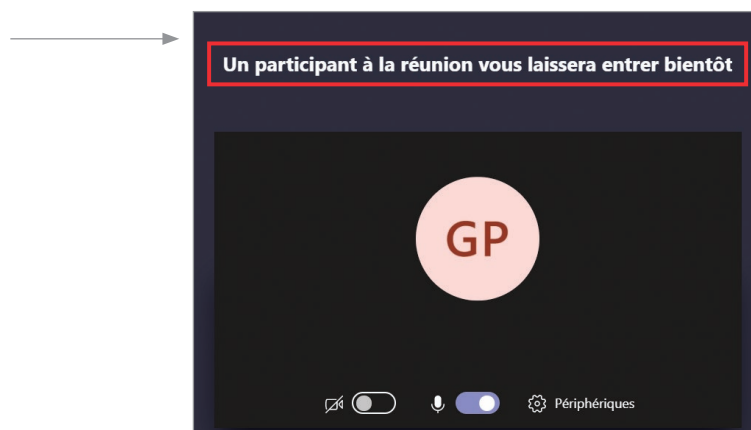 Un participant à la réunion vous laissera entrer bientôt
GP
Périphériques